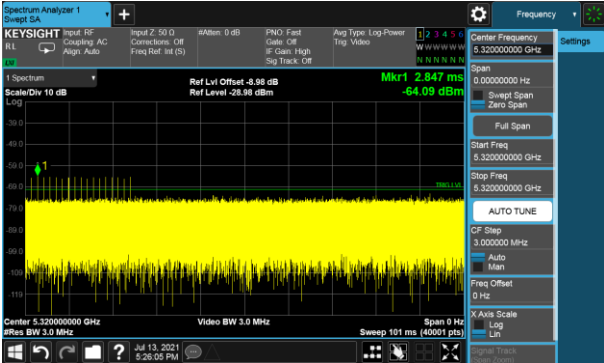 Spectrum Analyzer 1
Swept SA
Frequency
KEYSIGHT
RL
Input: RF
Coupling: AC
Align: Auto
Input Z: 50 Ω
Corrections: Off
Freq Ref: Int (S)
#Atten: 0 dB
PNO: Fast
Gate: Off
IF Gain: High
Sig Track: Off
Avg Type: Log-Power
Trig: Video
1 2 3 4 5 6
W W W W W W
N N N N N N
1 Spectrum
Scale/Div 10 dB
Log
Ref Lvl Offset -8.98 dB
Ref Level -28.98 dBm
Mkr1 2.847 ms
-64.09 dBm
-39.0
-49.0
-59.0
1
-69.0
TRIG LVL
-79.0
-89.0
-99.0
-109
-119
Center 5.320000000 GHz
#Res BW 3.0 MHz
Video BW 3.0 MHz
Span 0 Hz
Sweep 101 ms (40001 pts)
Jul 13, 2021
5:26:05 PM
Center Frequency
5.320000000 GHz
Settings
Span
0.00000000 Hz
Swept Span
Zero Span
Full Span
Start Freq
5.320000000 GHz
Stop Freq
5.320000000 GHz
AUTO TUNE
CF Step
3.000000 MHz
Auto
Man
Freq Offset
0 Hz
X Axis Scale
Log
Lin
Signal Track
(Span Zoom)